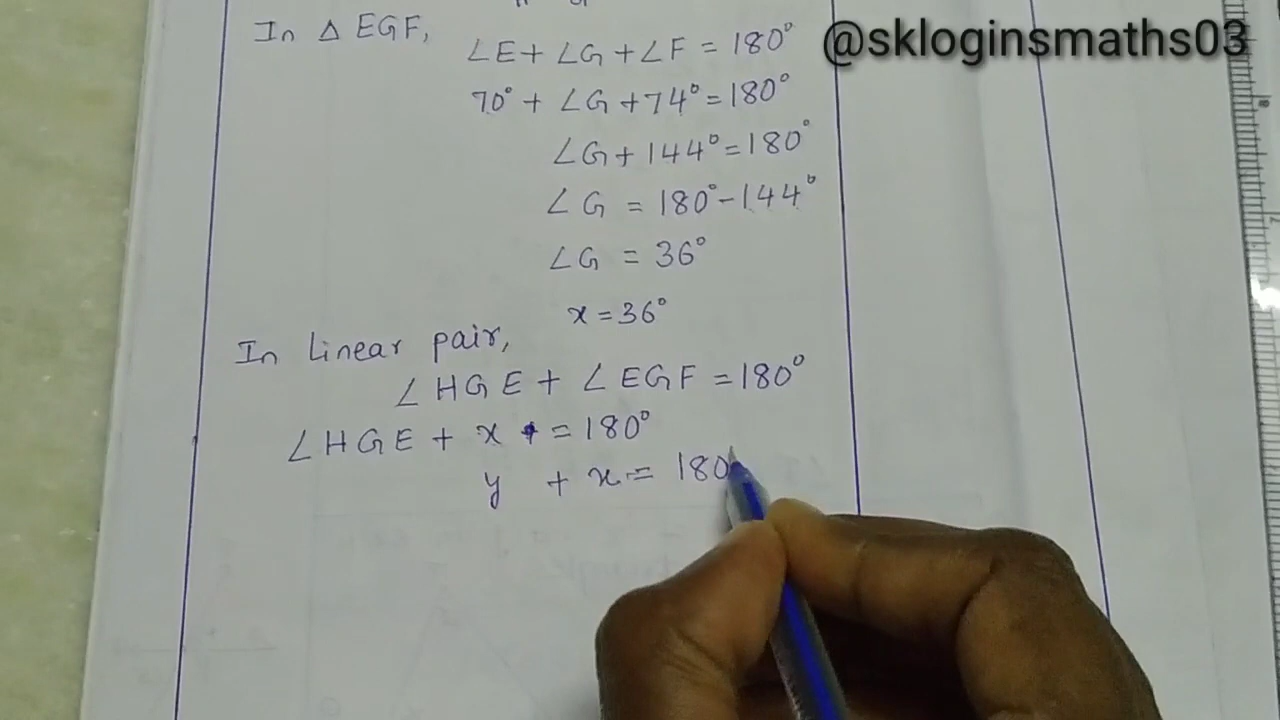 In Δ EGF,
@skloginsmaths03
∠E + ∠G + ∠F = 180°
70° + ∠G + 74° = 180°
∠G + 144° = 180°
∠G = 180° - 144°
∠G = 36°
x = 36°
In Linear pair,
∠HGE + ∠EGF = 180°
∠HGE + x = 180°
y + x = 180